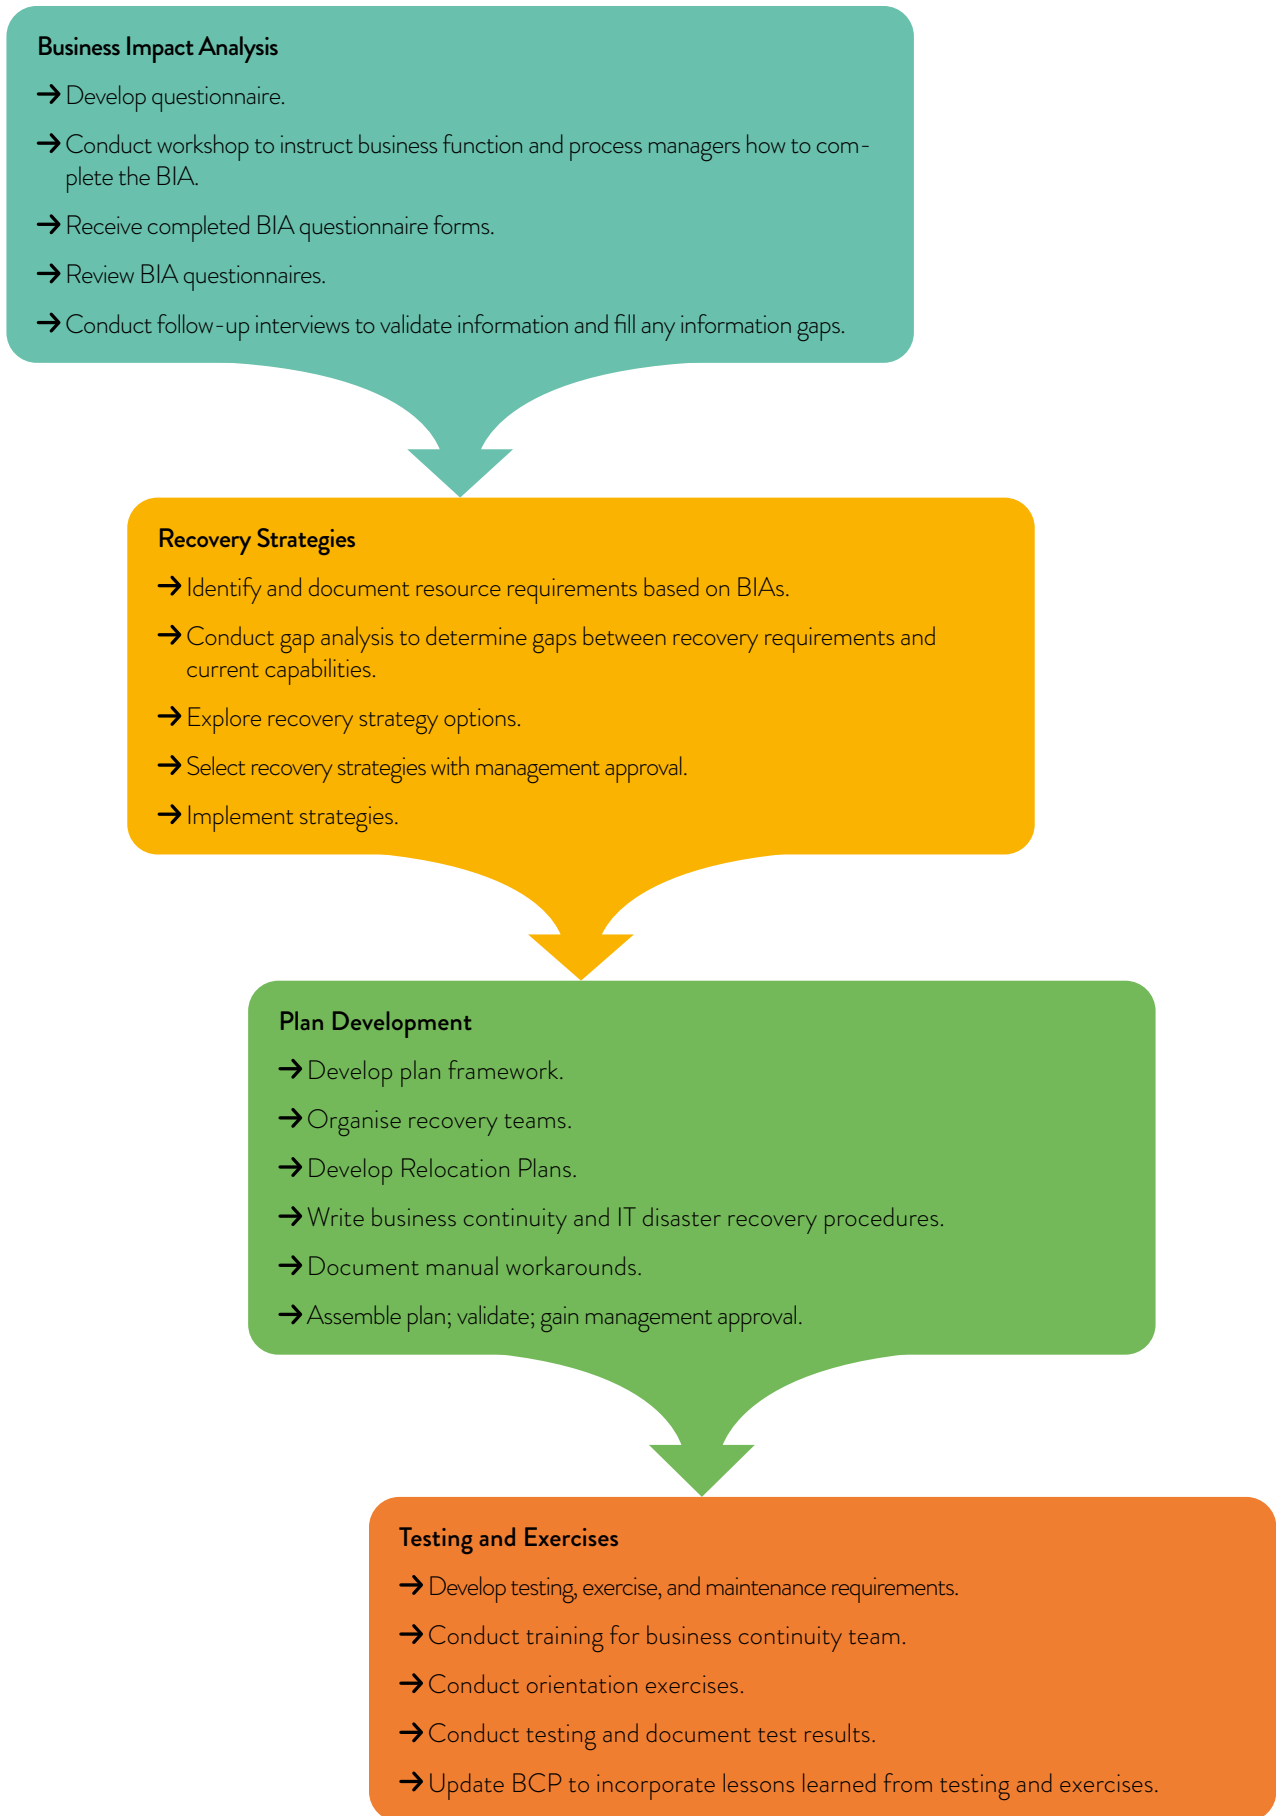 Business Impact Analysis
→ Develop questionnaire.
→ Conduct workshop to instruct business function and process managers how to com-
plete the BIA.
→ Receive completed BIA questionnaire forms.
→ Review BIA questionnaires.
→ Conduct follow-up interviews to validate information and fill any information gaps.
Recovery Strategies
→ Identify and document resource requirements based on BIAs.
→ Conduct gap analysis to determine gaps between recovery requirements and
current capabilities.
→ Explore recovery strategy options.
→ Select recovery strategies with management approval.
→ Implement strategies.
Plan Development
→ Develop plan framework.
→ Organise recovery teams.
→ Develop Relocation Plans.
→ Write business continuity and IT disaster recovery procedures.
→ Document manual workarounds.
→ Assemble plan; validate; gain management approval.
Testing and Exercises
→ Develop testing, exercise, and maintenance requirements.
→ Conduct training for business continuity team.
→ Conduct orientation exercises.
→ Conduct testing and document test results.
→ Update BCP to incorporate lessons learned from testing and exercises.